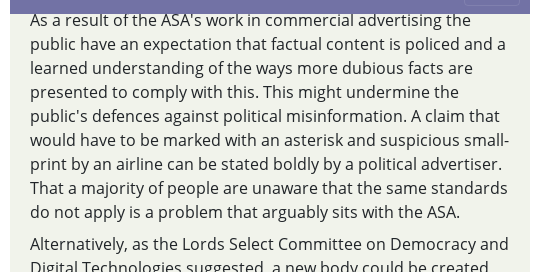 As a result of the ASA's work in commercial advertising the
public have an expectation that factual content is policed and a
learned understanding of the ways more dubious facts are
presented to comply with this. This might undermine the
public's defences against political misinformation. A claim that
would have to be marked with an asterisk and suspicious small-
print by an airline can be stated boldly by a political advertiser.
That a majority of people are unaware that the same standards
do not apply is a problem that arguably sits with the ASA.
Alternatively, as the Lords Select Committee on Democracy and
Digital Technologies suggested, a new body could be created